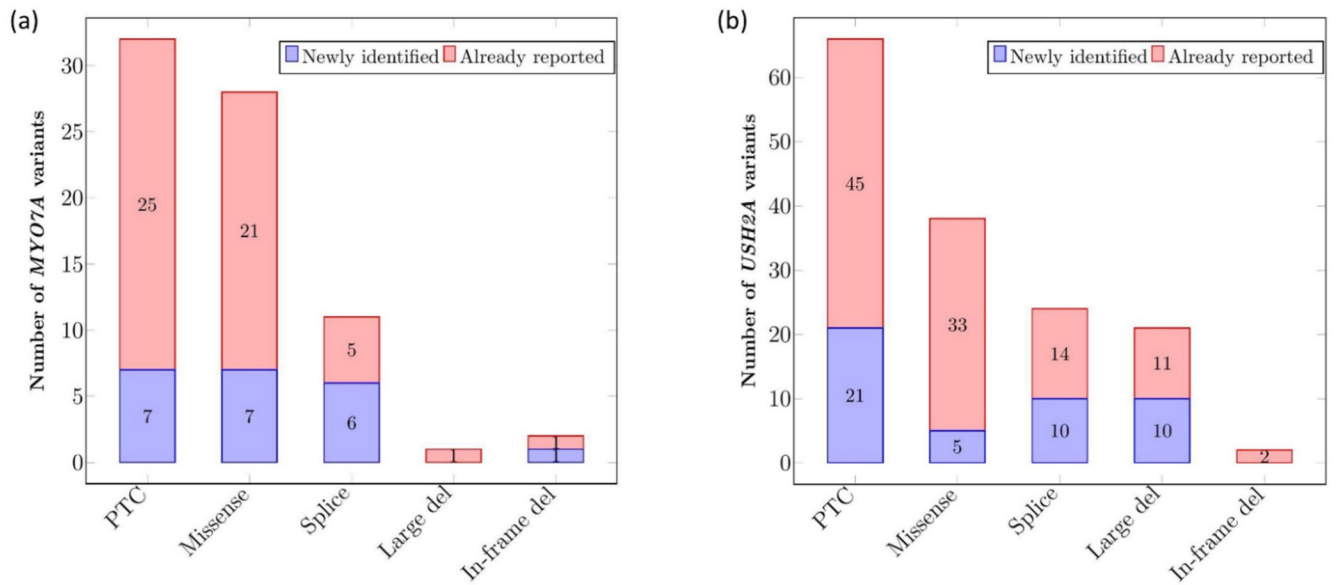 (a)
Number of MYO7A variants
30
25
20
15
10
5
0
Newly identified Already reported
25
7
21
7
5
6
1
1
1
PTC
Missense
Splice
Large del
In-frame del
(b)
Number of USH2A variants
60
50
40
30
20
10
0
Newly identified Already reported
45
21
33
5
14
10
11
10
2
PTC
Missense
Splice
Large del
In-frame del